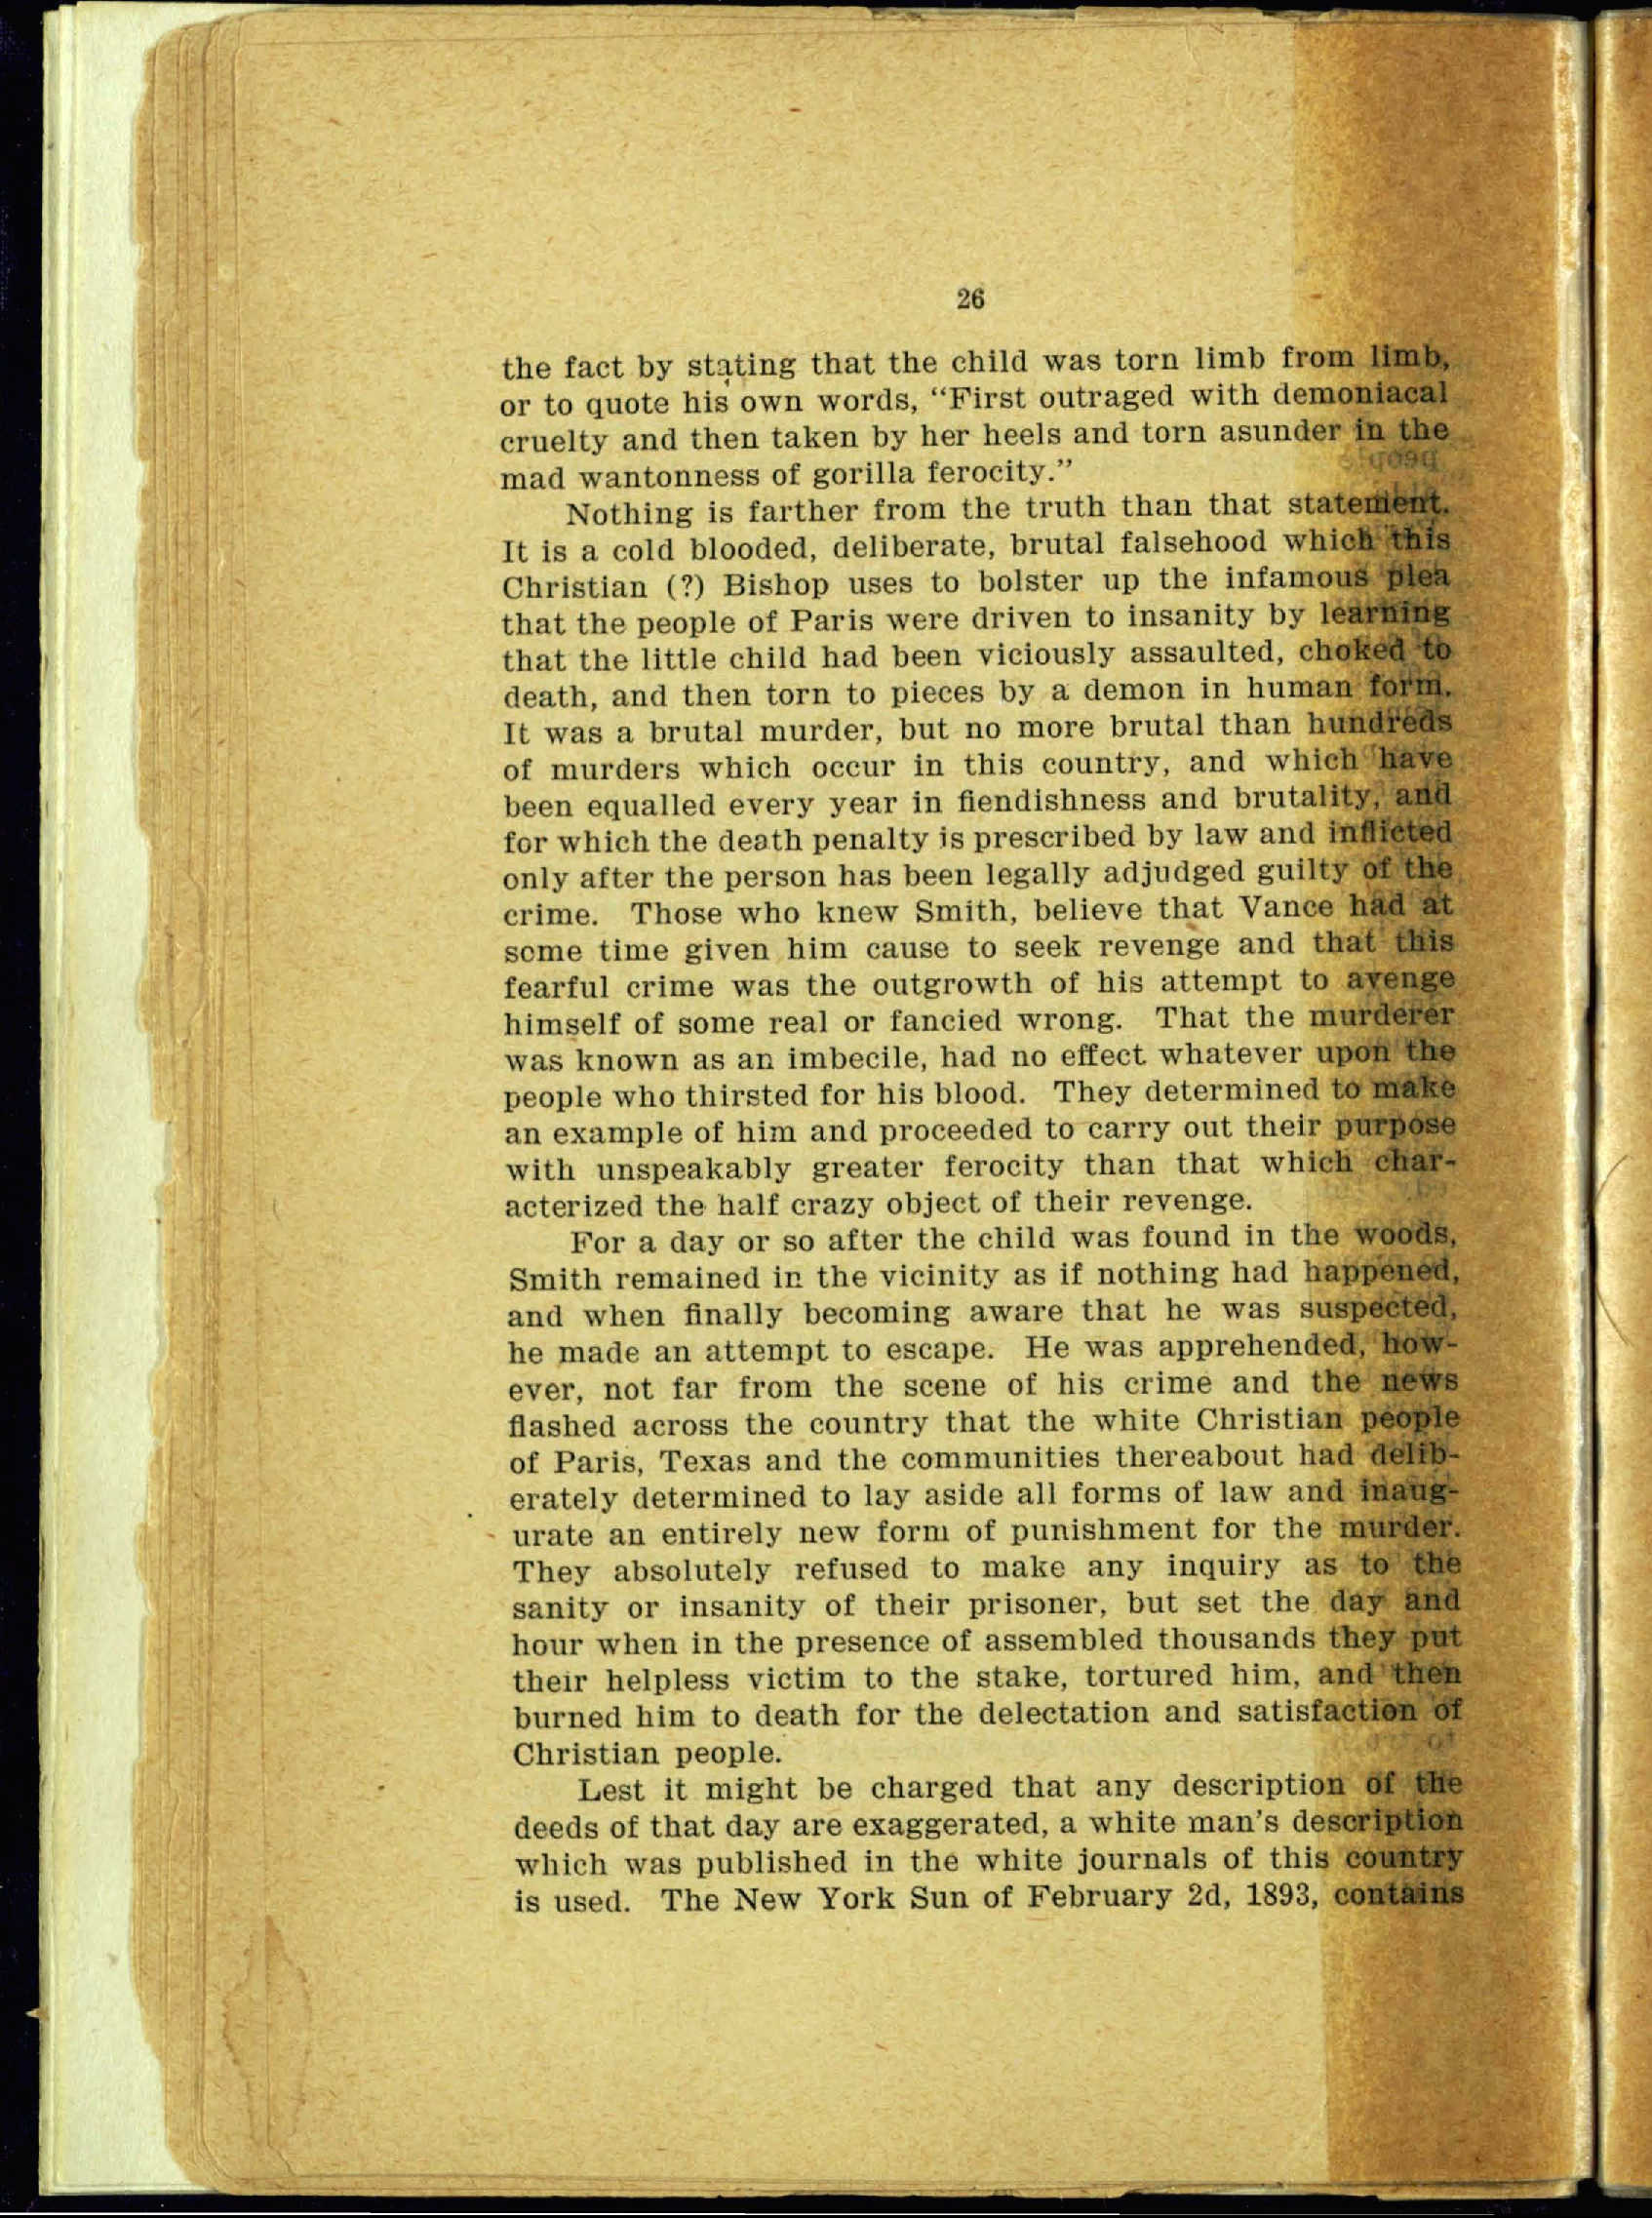 26
the fact by stating that the child was torn limb from limb,
or to quote his own words, “First outraged with demoniacal
cruelty and then taken by her heels and torn asunder in the
mad wantonness of gorilla ferocity.”
Nothing is farther from the truth than that statement.
It is a cold blooded, deliberate, brutal falsehood which this
Christian (?) Bishop uses to bolster up the infamous plea
that the people of Paris were driven to insanity by learning
that the little child had been viciously assaulted, choked to
death, and then torn to pieces by a demon in human form.
It was a brutal murder, but no more brutal than hundreds
of murders which occur in this country, and which have
been equalled every year in fiendishness and brutality, and
for which the death penalty is prescribed by law and inflicted
only after the person has been legally adjudged guilty of the
crime. Those who knew Smith, believe that Vance had at
some time given him cause to seek revenge and that this
fearful crime was the outgrowth of his attempt to avenge
himself of some real or fancied wrong. That the murderer
was known as an imbecile, had no effect whatever upon the
people who thirsted for his blood. They determined to make
an example of him and proceeded to carry out their purpose
with unspeakably greater ferocity than that which char-
acterized the half crazy object of their revenge.
For a day or so after the child was found in the woods,
Smith remained in the vicinity as if nothing had happened,
and when finally becoming aware that he was suspected,
he made an attempt to escape. He was apprehended, how-
ever, not far from the scene of his crime and the news
flashed across the country that the white Christian people
of Paris, Texas and the communities thereabout had delib-
erately determined to lay aside all forms of law and inaug-
urate an entirely new form of punishment for the murder.
They absolutely refused to make any inquiry as to the
sanity or insanity of their prisoner, but set the day and
hour when in the presence of assembled thousands they put
their helpless victim to the stake, tortured him, and then
burned him to death for the delectation and satisfaction of
Christian people.
Lest it might be charged that any description of the
deeds of that day are exaggerated, a white man's description
which was published in the white journals of this country
is used. The New York Sun of February 2d, 1893, contains